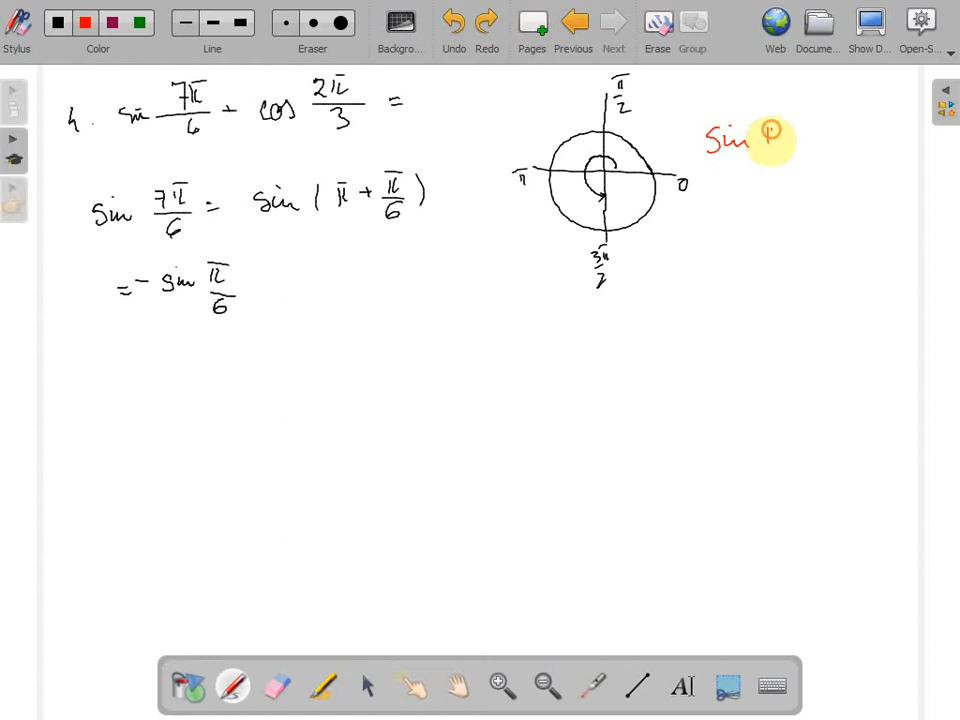 Stylus
Color
Line
Eraser
Backgro...
Undo
Redo
Pages
Previous
Next
Erase
Group
Web
Docume...
Show D...
Open-S...
4. sin 7π/6 + cos 2π/3 =
π/2
π
0
3π/2
sin
sin 7π/6 = sin ( π + π/6 )
= - sin π/6